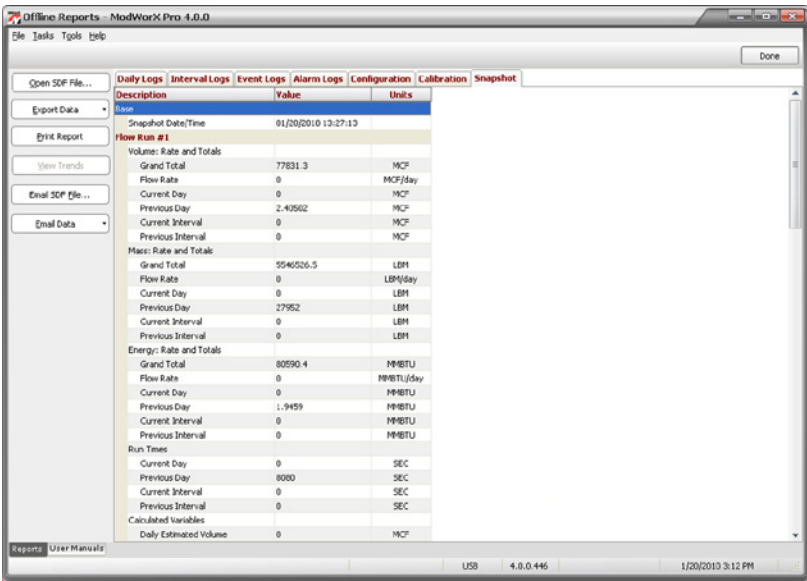 Offline Reports - ModWorX Pro 4.0.0
File Tasks Tools Help
Done
Open SDF File...
Export Data
Print Report
View Trends
Email SDF File...
Email Data
Daily Logs Interval Logs Event Logs Alarm Logs Configuration Calibration Snapshot
Description Value Units
Base
Snapshot Date/Time 01/20/2010 13:27:13
Flow Run #1
Volume: Rate and Totals
Grand Total 77831.3 MCF
Flow Rate 0 MCF/day
Current Day 0 MCF
Previous Day 2.40502 MCF
Current Interval 0 MCF
Previous Interval 0 MCF
Mass: Rate and Totals
Grand Total 5546526.5 LBM
Flow Rate 0 LBM/day
Current Day 0 LBM
Previous Day 27952 LBM
Current Interval 0 LBM
Previous Interval 0 LBM
Energy: Rate and Totals
Grand Total 80590.4 MMBTU
Flow Rate 0 MMBTU/day
Current Day 0 MMBTU
Previous Day 1.9459 MMBTU
Current Interval 0 MMBTU
Previous Interval 0 MMBTU
Run Times
Current Day 0 SEC
Previous Day 8080 SEC
Current Interval 0 SEC
Previous Interval 0 SEC
Calculated Variables
Daily Estimated Volume 0 MCF
Reports User Manuals
USB 4.0.0.446 1/20/2010 3:12 PM